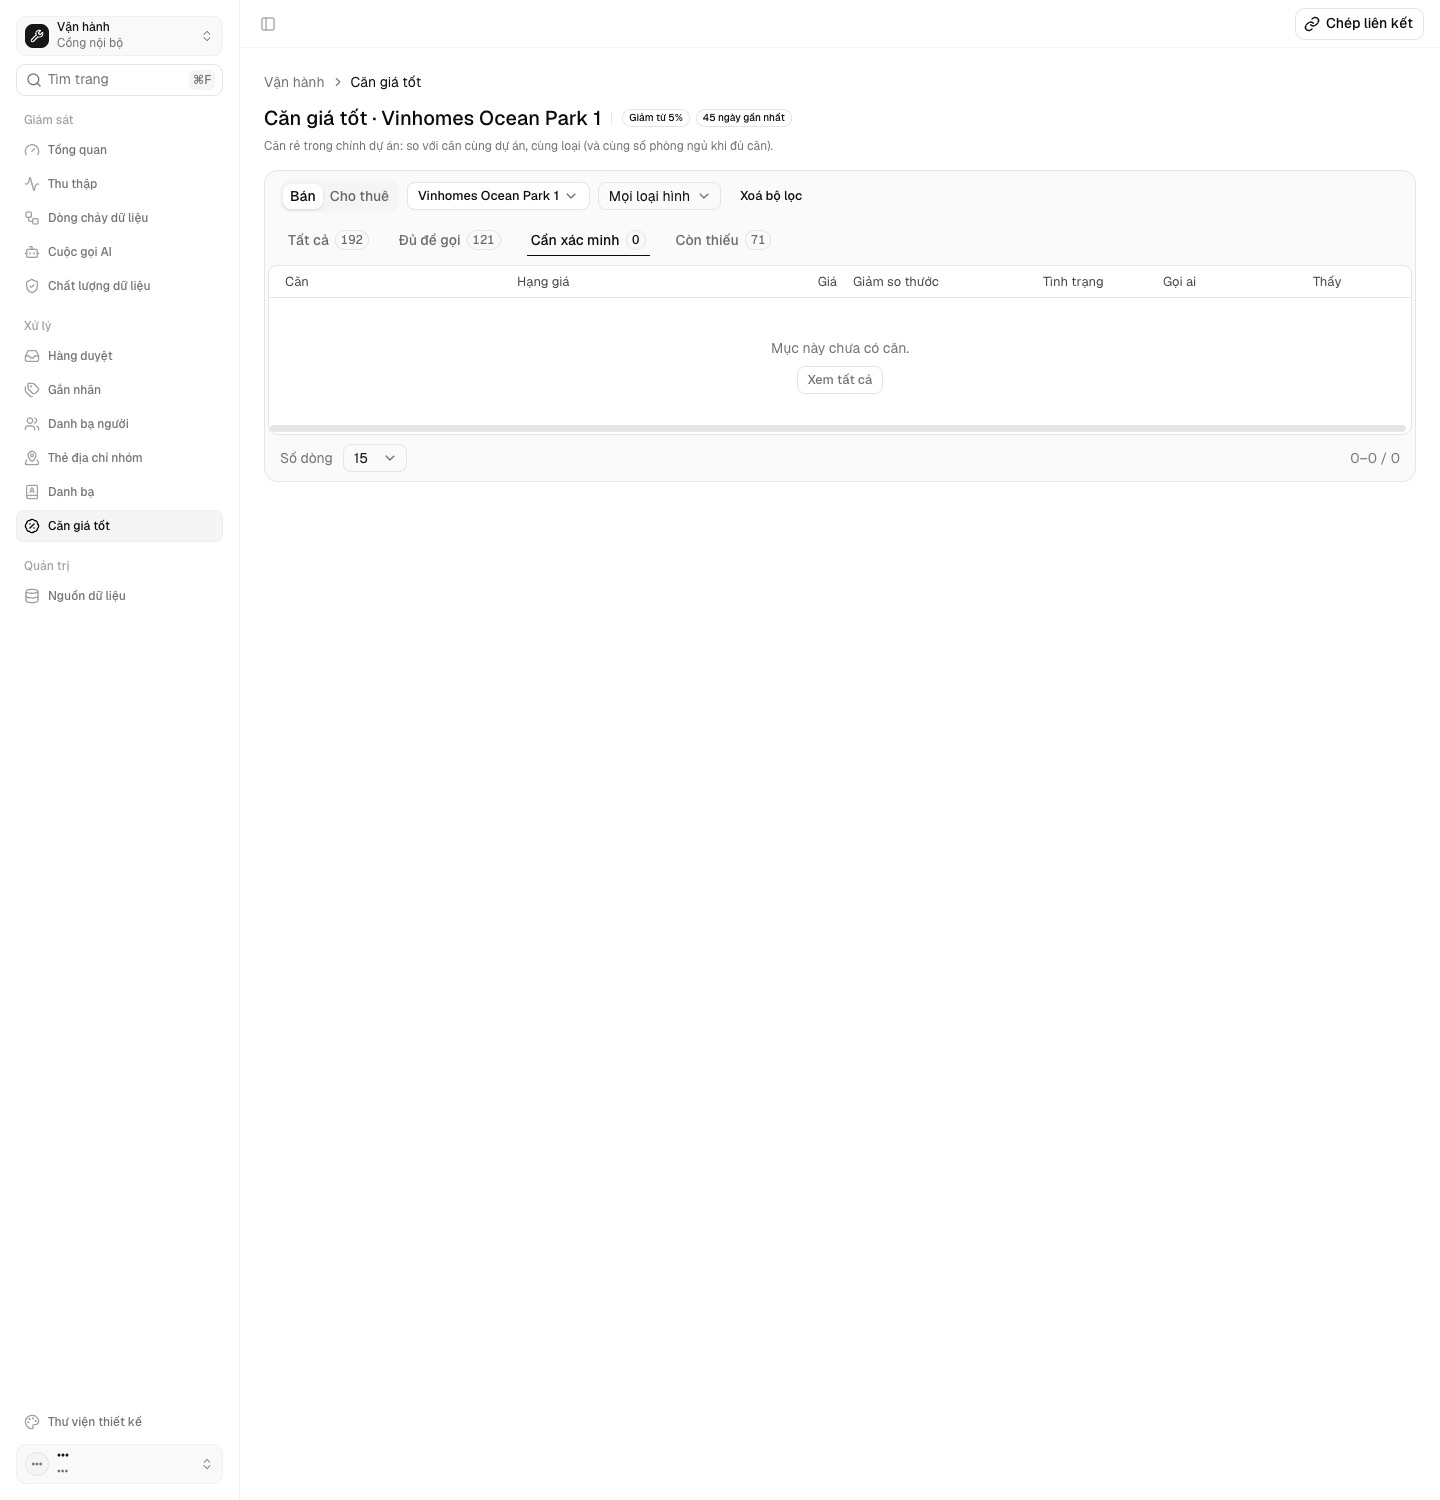 Vận hành
Cổng nội bộ
Tìm trang ⌘F
Giám sát
Tổng quan
Thu thập
Dòng chảy dữ liệu
Cuộc gọi AI
Chất lượng dữ liệu
Xử lý
Hàng duyệt
Gắn nhãn
Danh bạ người
Thẻ địa chỉ nhóm
Danh bạ
Căn giá tốt
Quản trị
Nguồn dữ liệu
Thư viện thiết kế
Chép liên kết
Vận hành > Căn giá tốt
Căn giá tốt · Vinhomes Ocean Park 1 Giảm từ 5% 45 ngày gần nhất
Căn rẻ trong chính dự án: so với căn cùng dự án, cùng loại (và cùng số phòng ngủ khi đủ căn).
Bán Cho thuê Vinhomes Ocean Park 1 Mọi loại hình Xoá bộ lọc
Tất cả 192 Đủ để gọi 121 Cần xác minh 0 Còn thiếu 71
Căn Hạng giá Giá Giảm so thước Tình trạng Gọi ai Thấy
Mục này chưa có căn.
Xem tất cả
Số dòng 15 0–0 / 0